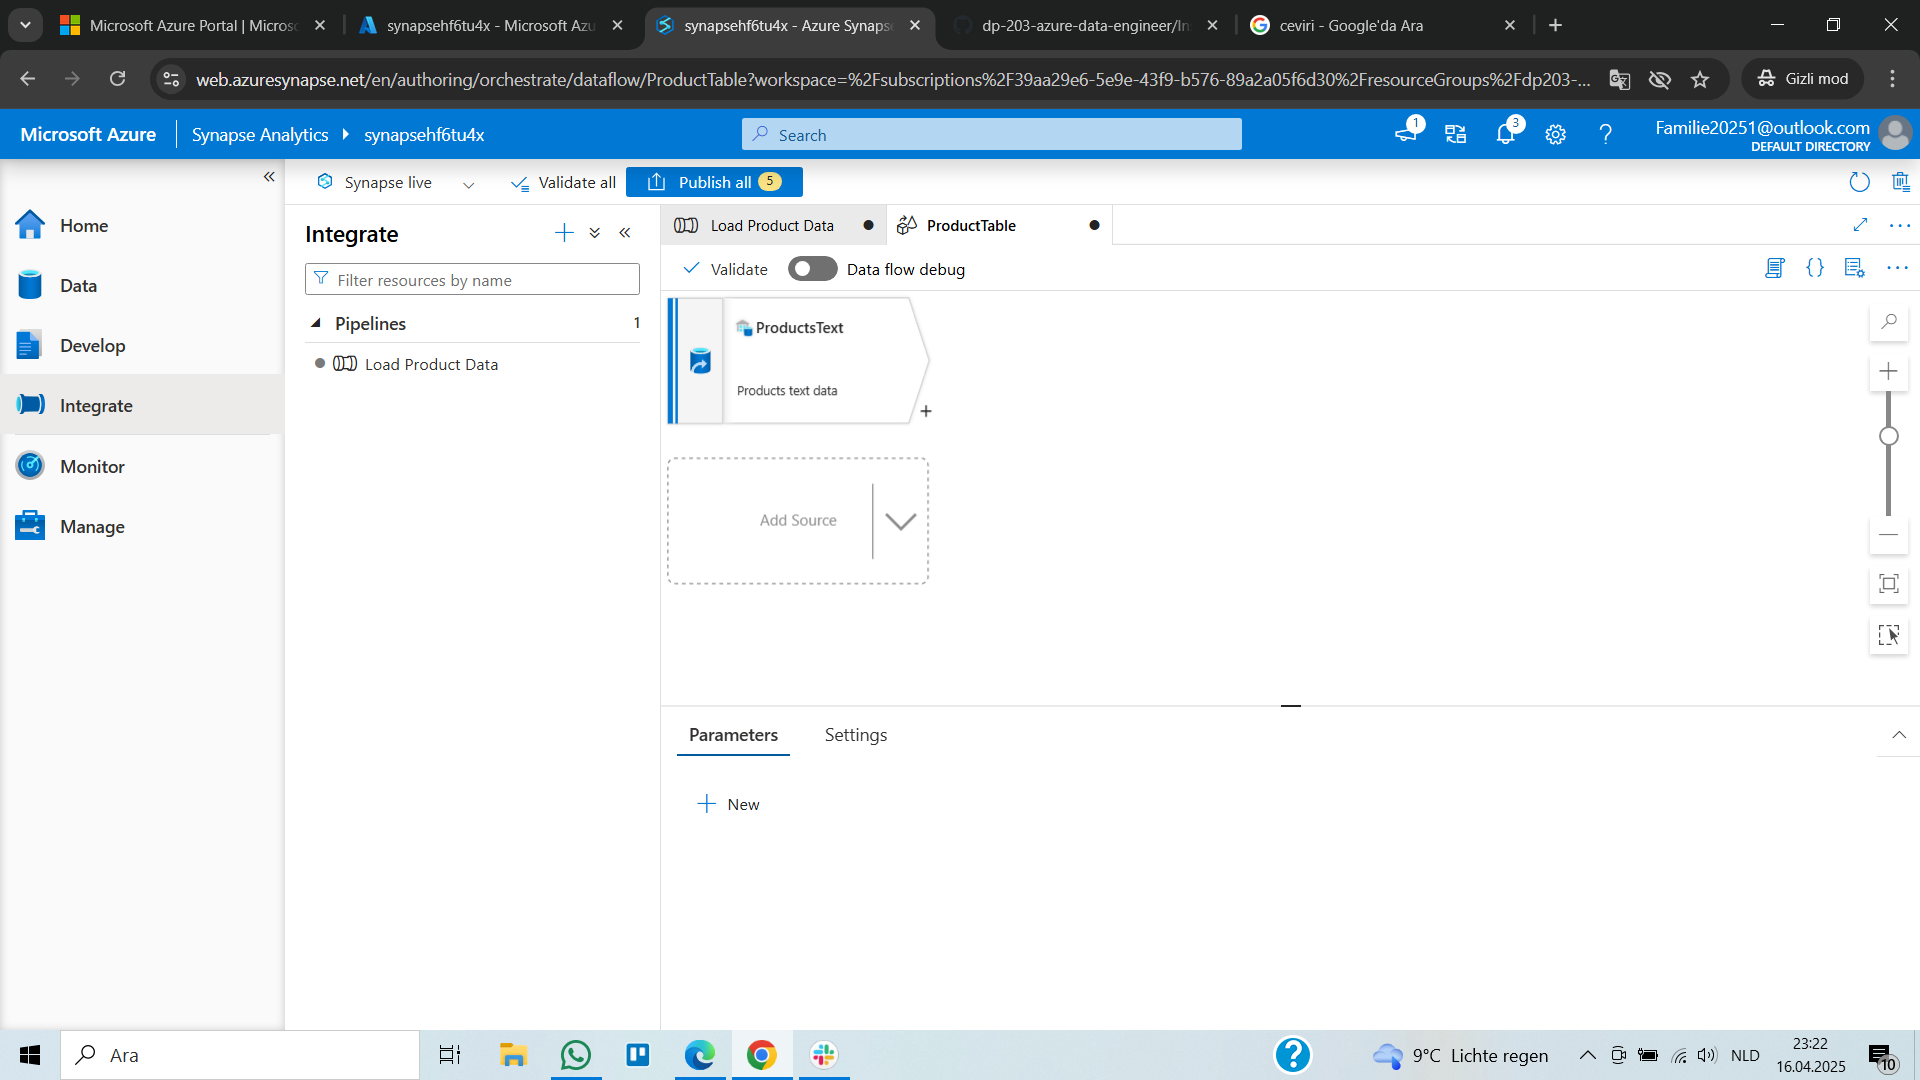 Microsoft Azure Portal | Microso
synapsehf6tu4x - Microsoft Azu
synapsehf6tu4x - Azure Synapse
dp-203-azure-data-engineer/In
ceviri - Google'da Ara
web.azuresynapse.net/en/authoring/orchestrate/dataflow/ProductTable?workspace=%2Fsubscriptions%2F39aa29e6-5e9e-43f9-b576-89a2a05f6d30%2FresourceGroups%2Fdp203-...
Gizli mod
Microsoft Azure
Synapse Analytics
synapsehf6tu4x
Search
1
3
Familie20251@outlook.com
DEFAULT DIRECTORY
Synapse live
Validate all
Publish all 5
Home
Data
Develop
Integrate
Monitor
Manage
Integrate
Filter resources by name
Pipelines 1
Load Product Data
Load Product Data
ProductTable
Validate
Data flow debug
ProductsText
Products text data
Add Source
Parameters
Settings
New
Ara
9°C Lichte regen
NLD
23:22
16.04.2025
10